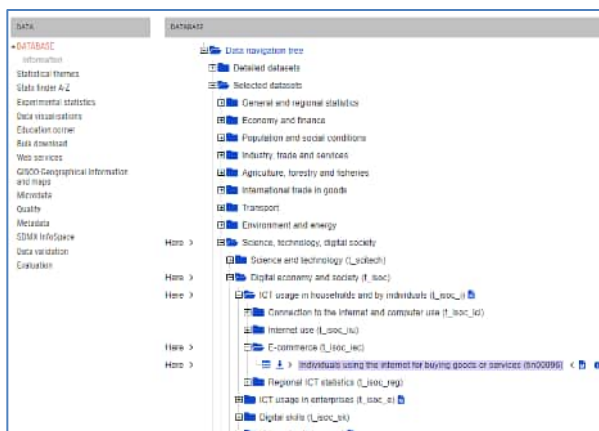 DATA
DATABASE
Information
Statistical themes
Stats finder A-Z
Experimental statistics
Data visualisations
Education corner
Bulk download
Web services
GISCO:Geographical Information
and maps
Microdata
Quality
Metadata
SDMX InfoSpace
Data validation
Evaluation
DATABASE
Data navigation tree
Detailed datasets
Selected datasets
General and regional statistics
Economy and finance
Population and social conditions
Industry, trade and services
Agriculture, forestry and fisheries
International trade in goods
Transport
Environment and energy
Here > Science, technology, digital society
Science and technology (t_scitech)
Here > Digital economy and society (t_isoc)
Here > ICT usage in households and by individuals (t_isoc_i)
Connection to the internet and computer use (t_isoc_ici)
Internet use (t_isoc_iu)
Here > E-commerce (t_isoc_iec)
Here > Individuals using the internet for buying goods or services (tin00096)
Regional ICT statistics (t_isoc_reg)
ICT usage in enterprises (t_isoc_e)
Digital skills (t_isoc_sk)